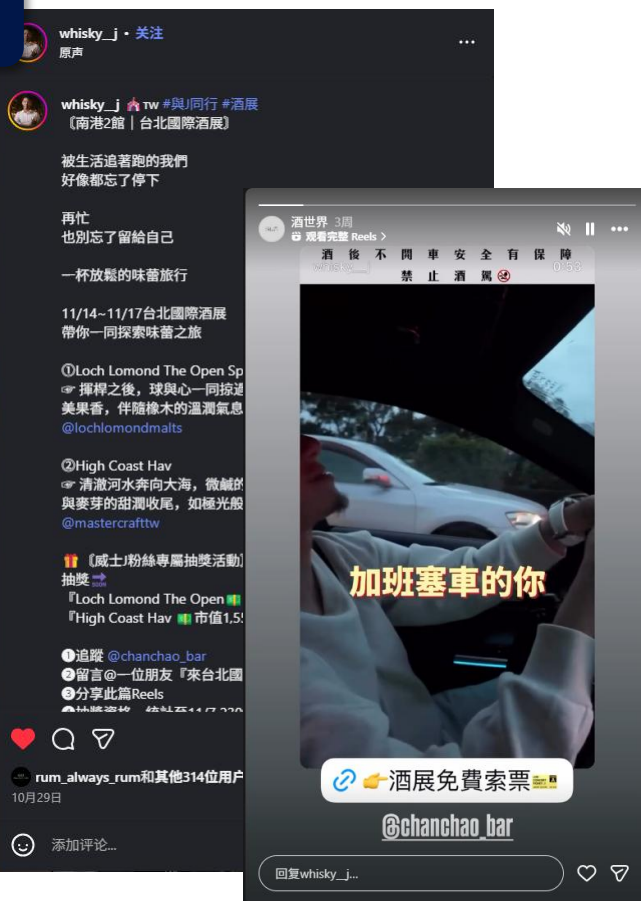 whisky__j • 关注
原声
whisky__j TW #與J同行 #酒展
〖南港2館｜台北國際酒展〗
被生活追著跑的我們
好像都忘了停下
再忙
也別忘了留給自己
一杯放鬆的味蕾旅行
11/14~11/17台北國際酒展
帶你一同探索味蕾之旅
①Loch Lomond The Open Sp
☞ 揮桿之後，球與心一同掠過
美果香，伴隨橡木的溫潤氣息
@lochlomondmalts
②High Coast Hav
☞ 清澈河水奔向大海，微鹹的
與麥芽的甜潤收尾，如極光般
@mastercrafttw
🎁〖威士J粉絲專屬抽獎活動〗
抽獎🔜
『Loch Lomond The Open💵
『High Coast Hav 💵市值1,5
❶追蹤 @chanchao_bar
❷留言@一位朋友『來台北國
❸分享此篇Reels
rum_always_rum和其他314位用户
10月29日
添加评论...
酒世界 3周
观看完整 Reels >
酒後不開車安全有保障
禁止酒駕
whisky__j
0:53
加班塞車的你
👉酒展免費索票🎫
@chanchao_bar
回复whisky__j...